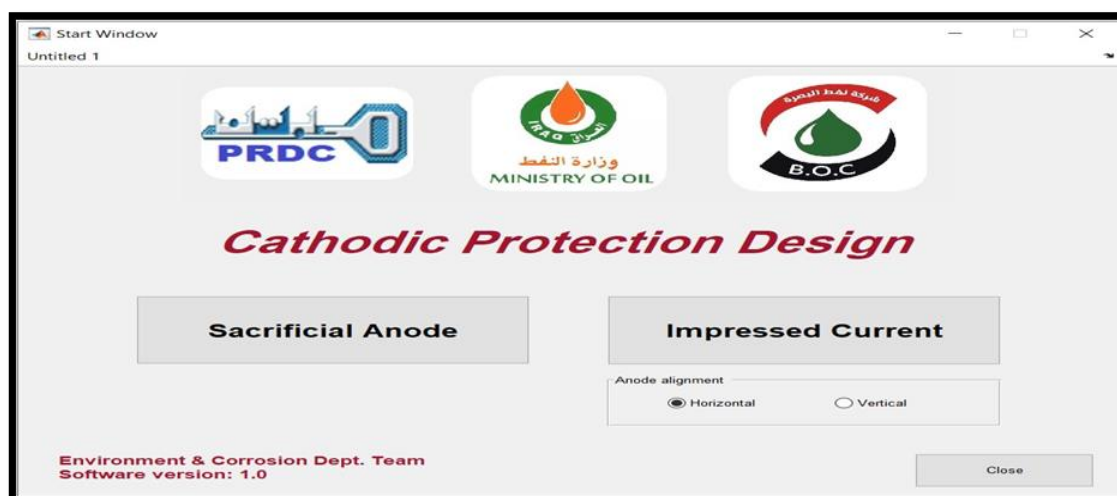 Start Window
Untitled 1
PRDC
IRAQ العراق
وزارة النفط
MINISTRY OF OIL
شركة نفط البصرة
B.O.C
Cathodic Protection Design
Sacrificial Anode
Impressed Current
Anode alignment
Horizontal
Vertical
Environment & Corrosion Dept. Team
Software version: 1.0
Close